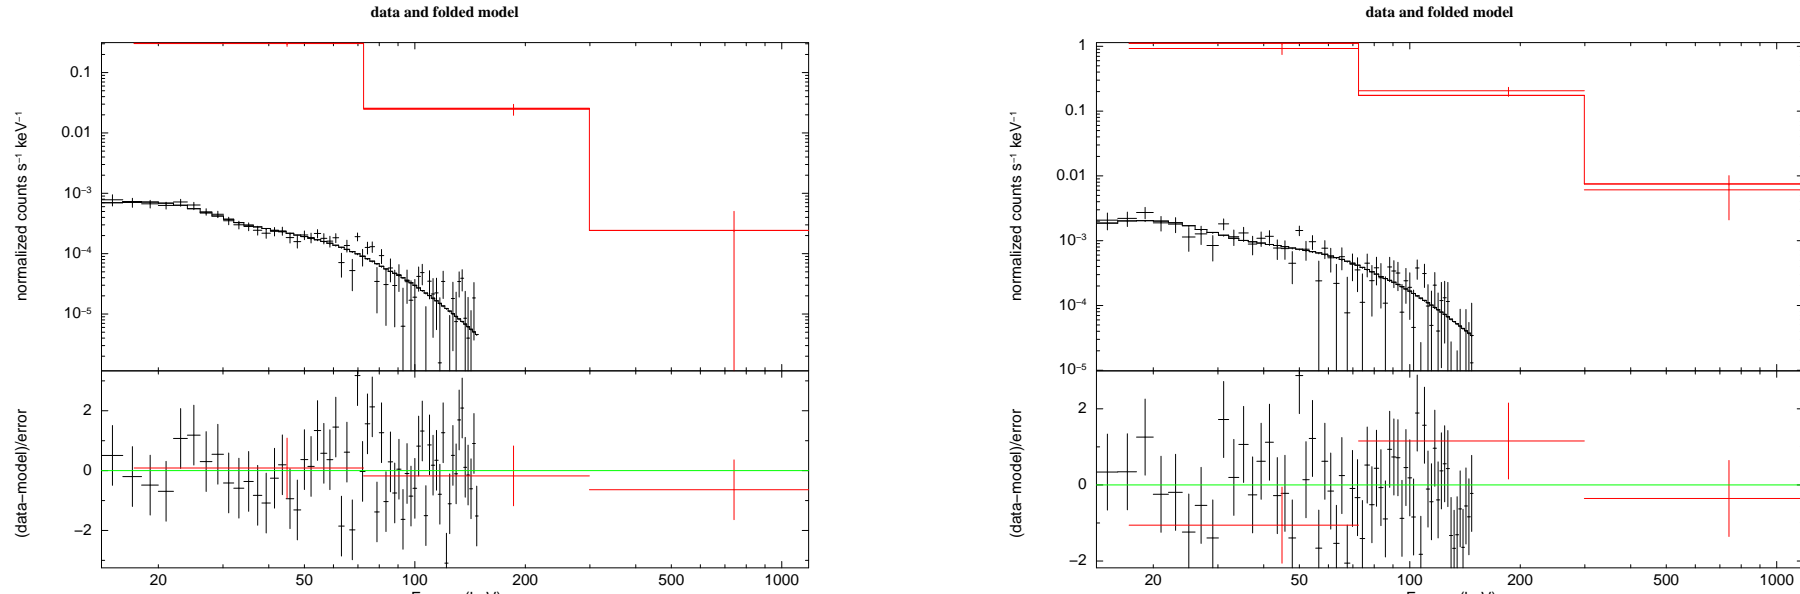 data and folded model
normalized counts s⁻¹ keV⁻¹
0.1
0.01
10⁻³
10⁻⁴
10⁻⁵
(data−model)/error
2
0
−2
20 50 100 200 500 1000
data and folded model
normalized counts s⁻¹ keV⁻¹
1
0.1
0.01
10⁻³
10⁻⁴
10⁻⁵
(data−model)/error
2
0
−2
20 50 100 200 500 1000